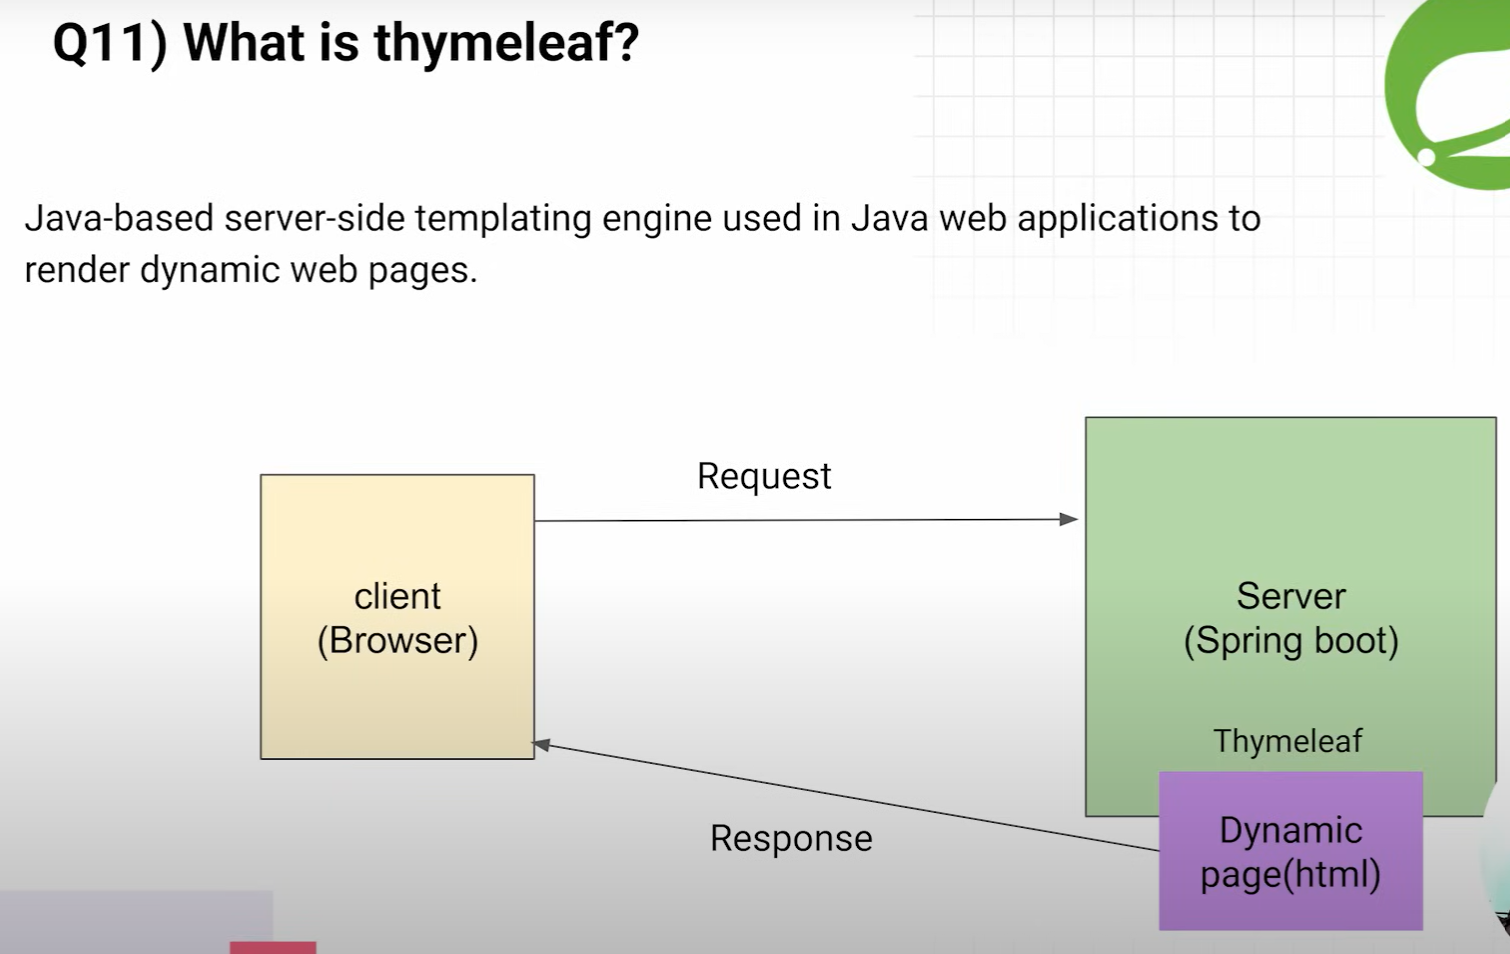 Q11) What is thymeleaf?
Java-based server-side templating engine used in Java web applications to
render dynamic web pages.
Request
client
(Browser)
Server
(Spring boot)
Thymeleaf
Response
Dynamic
page(html)